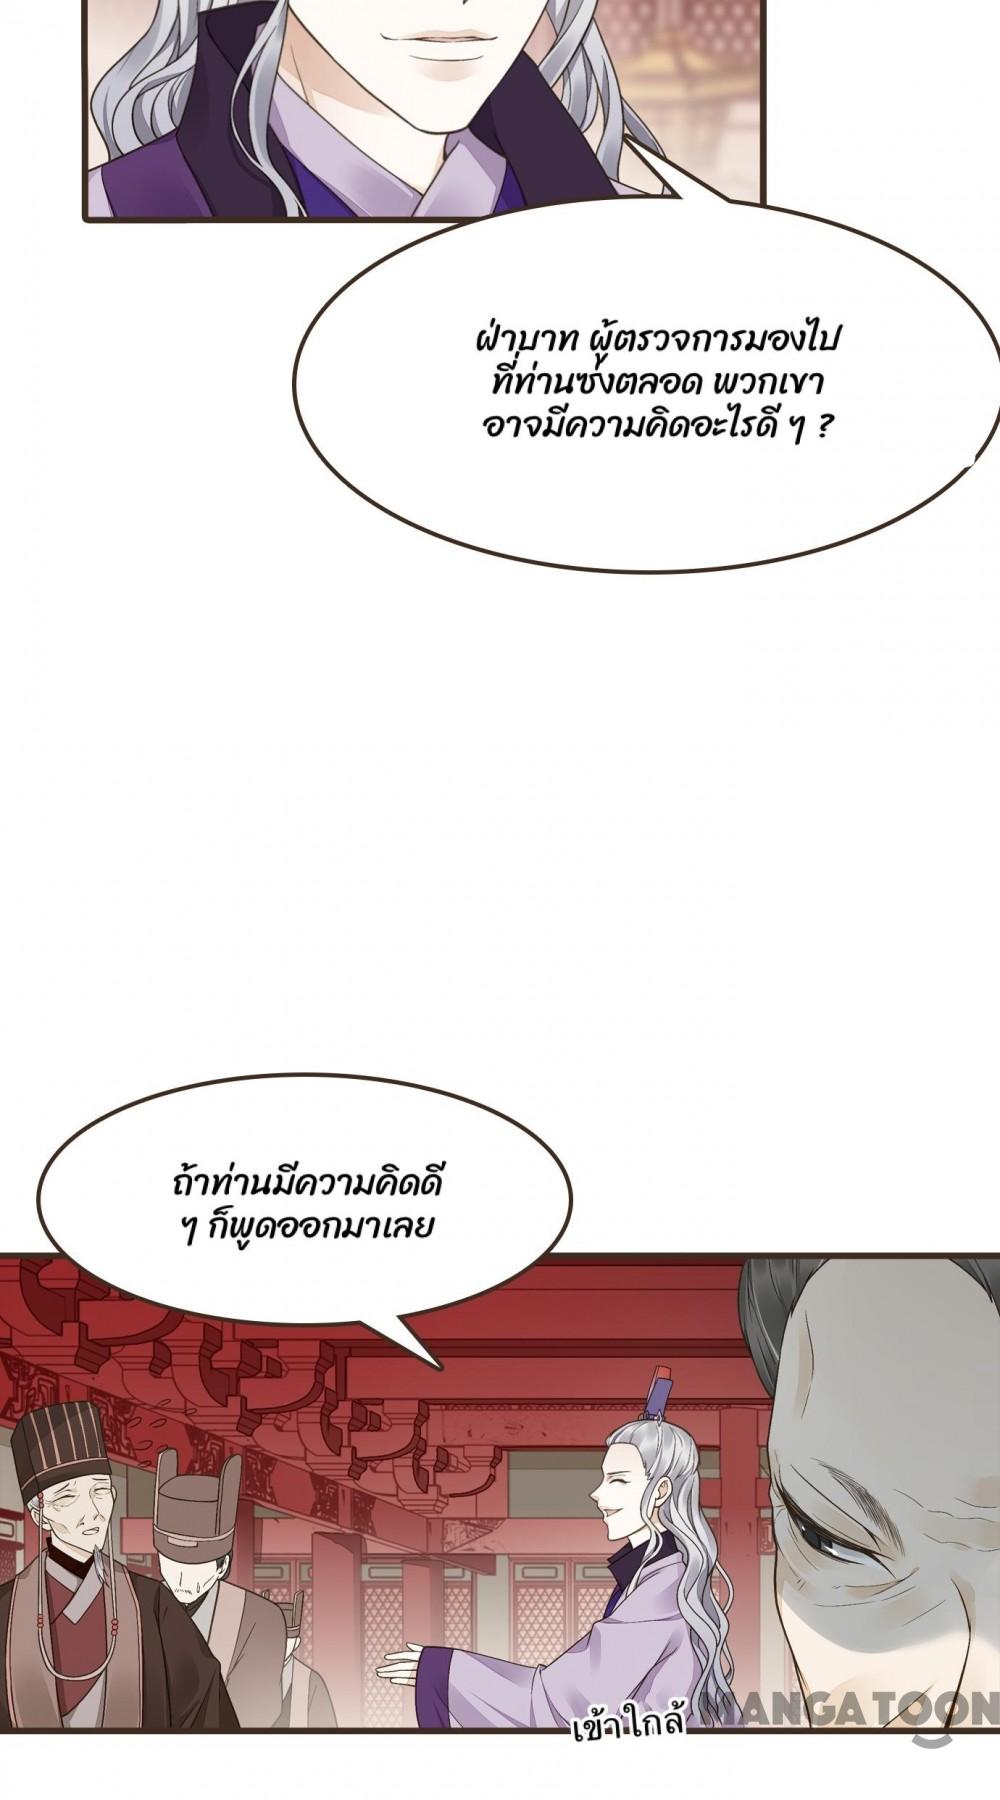 ฝ่าบาท ผู้ตรวจการมองไป
ที่ท่านซ่งตลอด พวกเขา
อาจมีความคิดอะไรดี ๆ ?
ถ้าท่านมีความคิดดี
ๆ ก็พูดออกมาเลย
เข้าใกล้
MANGATOON